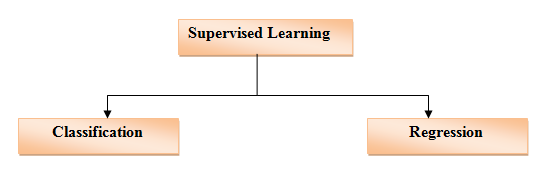 Supervised Learning
Classification
Regression